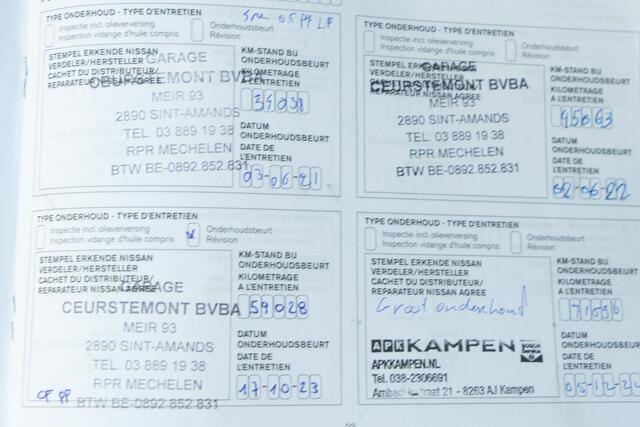 TYPE ONDERHOUD - TYPE D'ENTRETIEN
Inspectie incl. olieverversing
Inspection vidange d'huile compris
Onderhoudsbeurt
Révision
STEMPEL ERKENDE NISSAN
VERDELER/HERSTELLER
CACHET DU DISTRIBUTEUR/
REPARATEUR NISSAN AGREE
GARAGE
CEURSTEMONT BVBA
MEIR 93
2890 SINT-AMANDS
TEL. 03 889 19 38
RPR MECHELEN
BTW BE-0892.852.831
KM-STAND BIJ
ONDERHOUDSBEURT
KILOMETRAGE
A L'ENTRETIEN
34038
DATUM
ONDERHOUDSBEURT
DATE DE
L'ENTRETIEN
03-06-21
TYPE ONDERHOUD - TYPE D'ENTRETIEN
Inspectie incl. olieverversing
Inspection vidange d'huile compris
Onderhoudsbeurt
Révision
STEMPEL ERKENDE NISSAN
VERDELER/HERSTELLER
CACHET DU DISTRIBUTEUR/
REPARATEUR NISSAN AGREE
GARAGE
CEURSTEMONT BVBA
MEIR 93
2890 SINT-AMANDS
TEL. 03 889 19 38
RPR MECHELEN
BTW BE-0892.852.831
KM-STAND BIJ
ONDERHOUDSBEURT
KILOMETRAGE
A L'ENTRETIEN
45663
DATUM
ONDERHOUDSBEURT
DATE DE
L'ENTRETIEN
02-06-22
TYPE ONDERHOUD - TYPE D'ENTRETIEN
Inspectie incl. olieverversing
Inspection vidange d'huile compris
Onderhoudsbeurt
Révision
STEMPEL ERKENDE NISSAN
VERDELER/HERSTELLER
CACHET DU DISTRIBUTEUR/
REPARATEUR NISSAN AGREE
GARAGE
CEURSTEMONT BVBA
MEIR 93
2890 SINT-AMANDS
TEL. 03 889 19 38
RPR MECHELEN
BTW BE-0892.852.831
KM-STAND BIJ
ONDERHOUDSBEURT
KILOMETRAGE
A L'ENTRETIEN
59028
DATUM
ONDERHOUDSBEURT
DATE DE
L'ENTRETIEN
17-10-23
TYPE ONDERHOUD - TYPE D'ENTRETIEN
Inspectie incl. olieverversing
Inspection vidange d'huile compris
Onderhoudsbeurt
Révision
STEMPEL ERKENDE NISSAN
VERDELER/HERSTELLER
CACHET DU DISTRIBUTEUR/
REPARATEUR NISSAN AGREE
Groot onderhoud
APK KAMPEN
APKKAMPEN.NL
Tel. 038-2306691
21 - 8263 AJ Kampen
KM-STAND BIJ
ONDERHOUDSBEURT
KILOMETRAGE
A L'ENTRETIEN
DATUM
ONDERHOUDSBEURT
DATE DE
L'ENTRETIEN
05-12-24